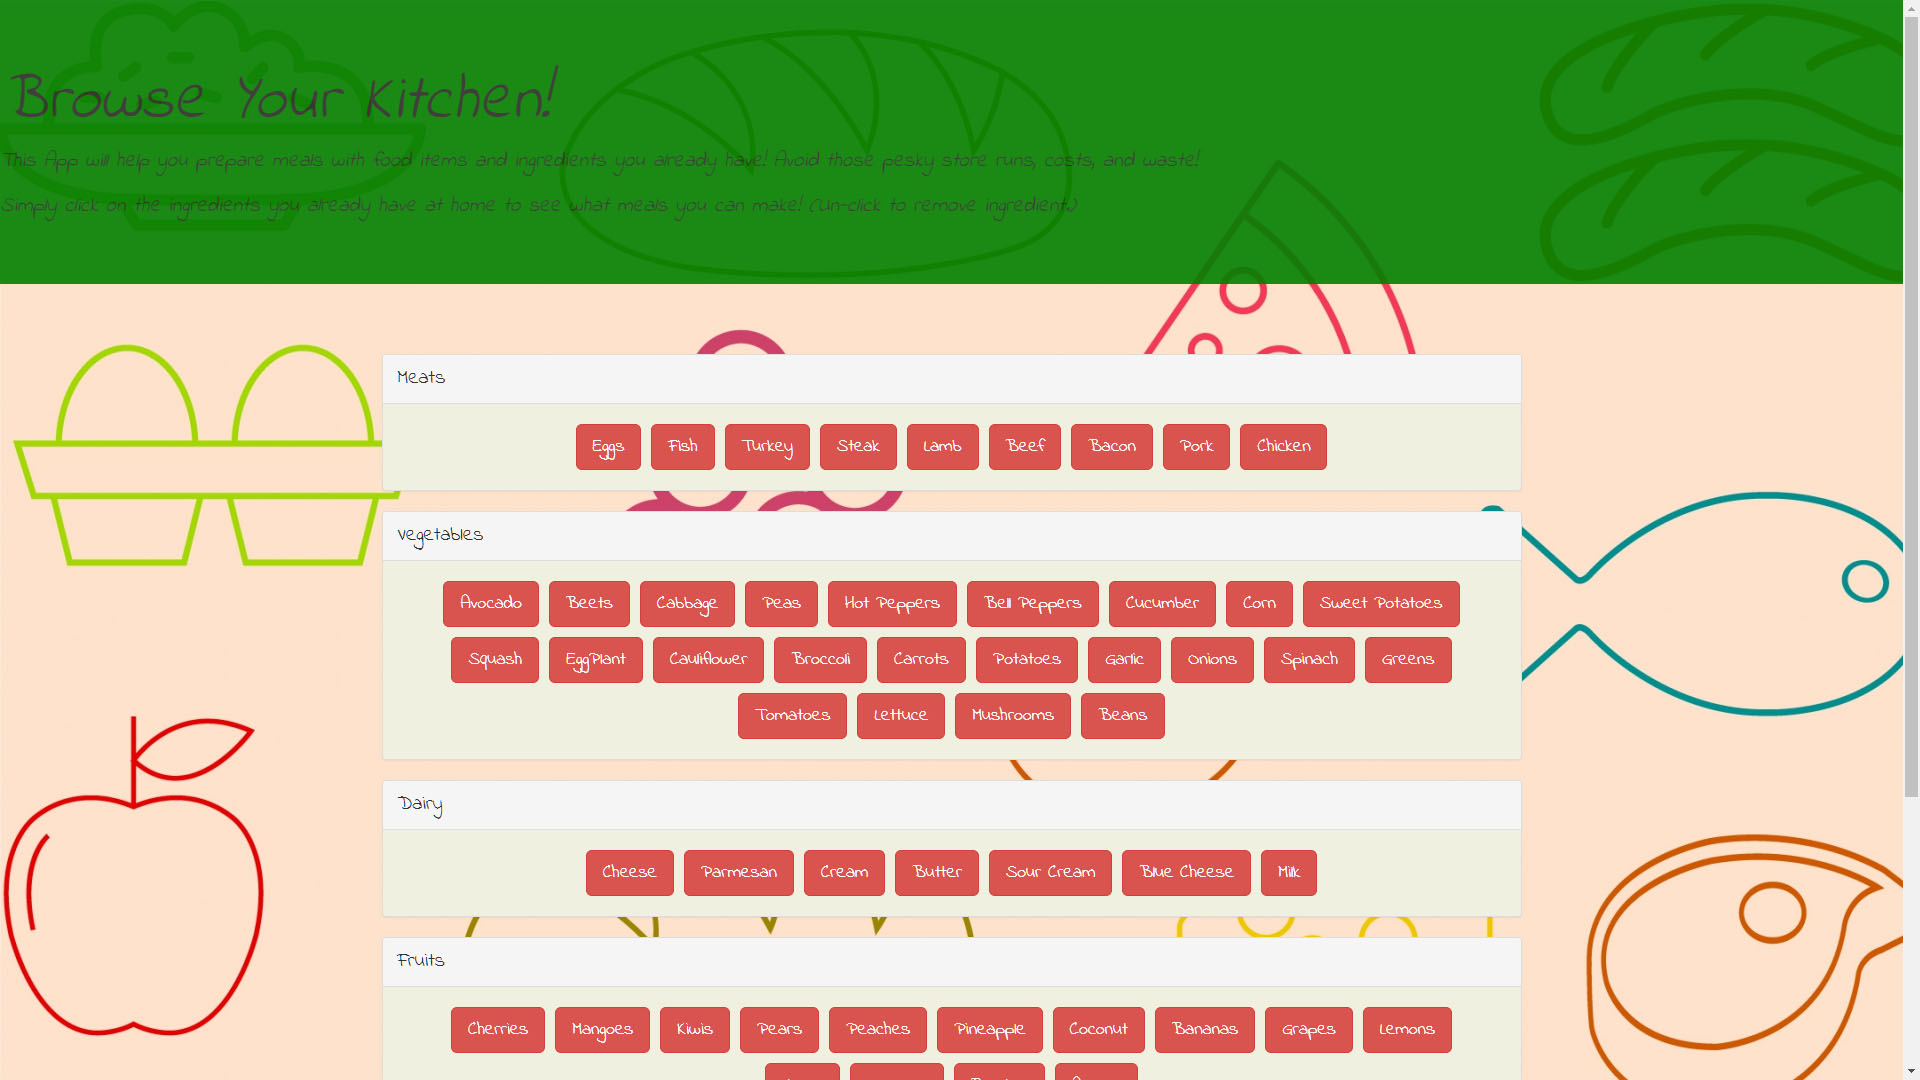 Browse Your Kitchen!
This App will help you prepare meals with food items and ingredients you already have! Avoid those pesky store runs, costs, and waste!
Simply click on the ingredients you already have at home to see what meals you can make! (Un-click to remove ingredient.)
Meats
Eggs FIsh Turkey Steak Lamb Beef Bacon Pork Chicken
Vegetables
Avocado Beets Cabbage Peas Hot Peppers Bell Peppers Cucumber Corn Sweet Potatoes
Squash EggPlant Cauliflower Broccoli Carrots Potatoes Garlic Onions Spinach Greens
Tomatoes Lettuce Mushrooms Beans
Dairy
Cheese Parmesan Cream Butter Sour Cream Blue Cheese Milk
Fruits
Cherries Mangoes Kiwis Pears Peaches Pineapple Coconut Bananas Grapes Lemons